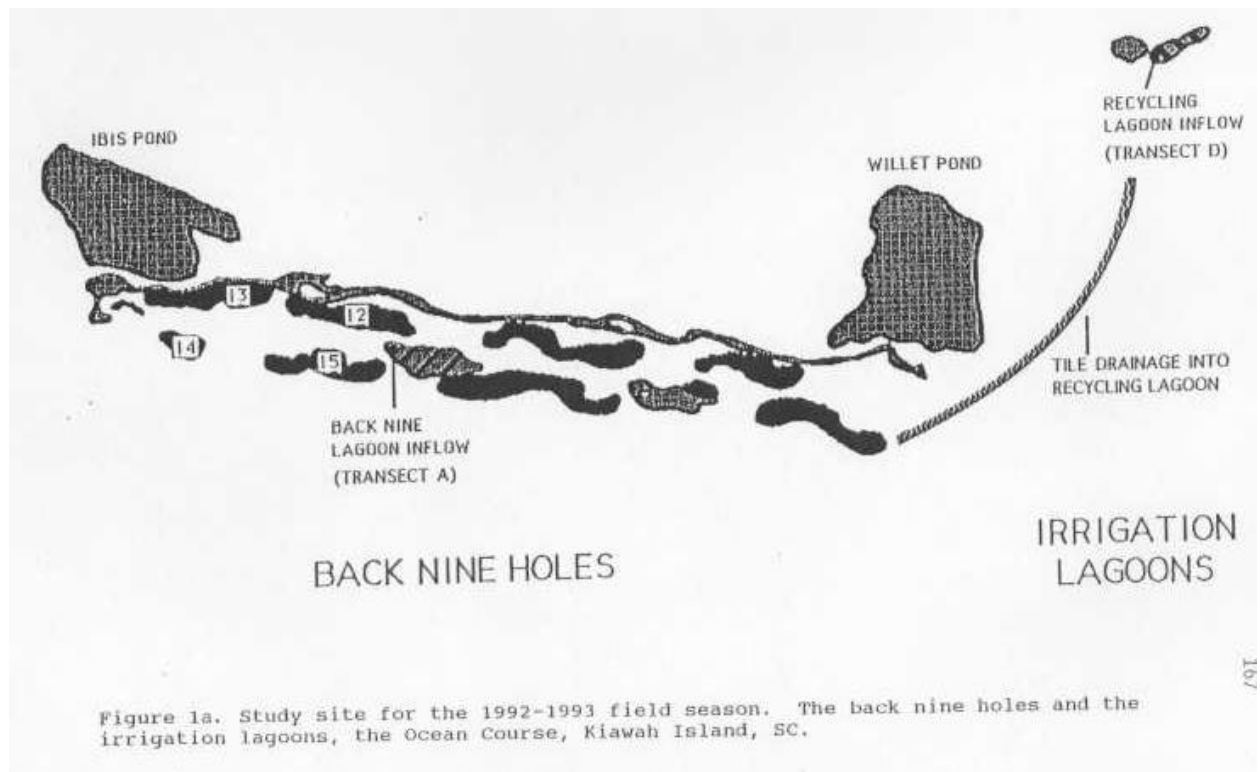 IBIS POND
RECYCLING
LAGOON INFLOW
(TRANSECT D)
WILLET POND
13
12
14
15
TILE DRAINAGE INTO
RECYCLING LAGOON
BACK NINE
LAGOON INFLOW
(TRANSECT A)
IRRIGATION
LAGOONS
BACK NINE HOLES
167
Figure 1a. Study site for the 1992-1993 field season. The back nine holes and the
irrigation lagoons, the Ocean Course, Kiawah Island, SC.